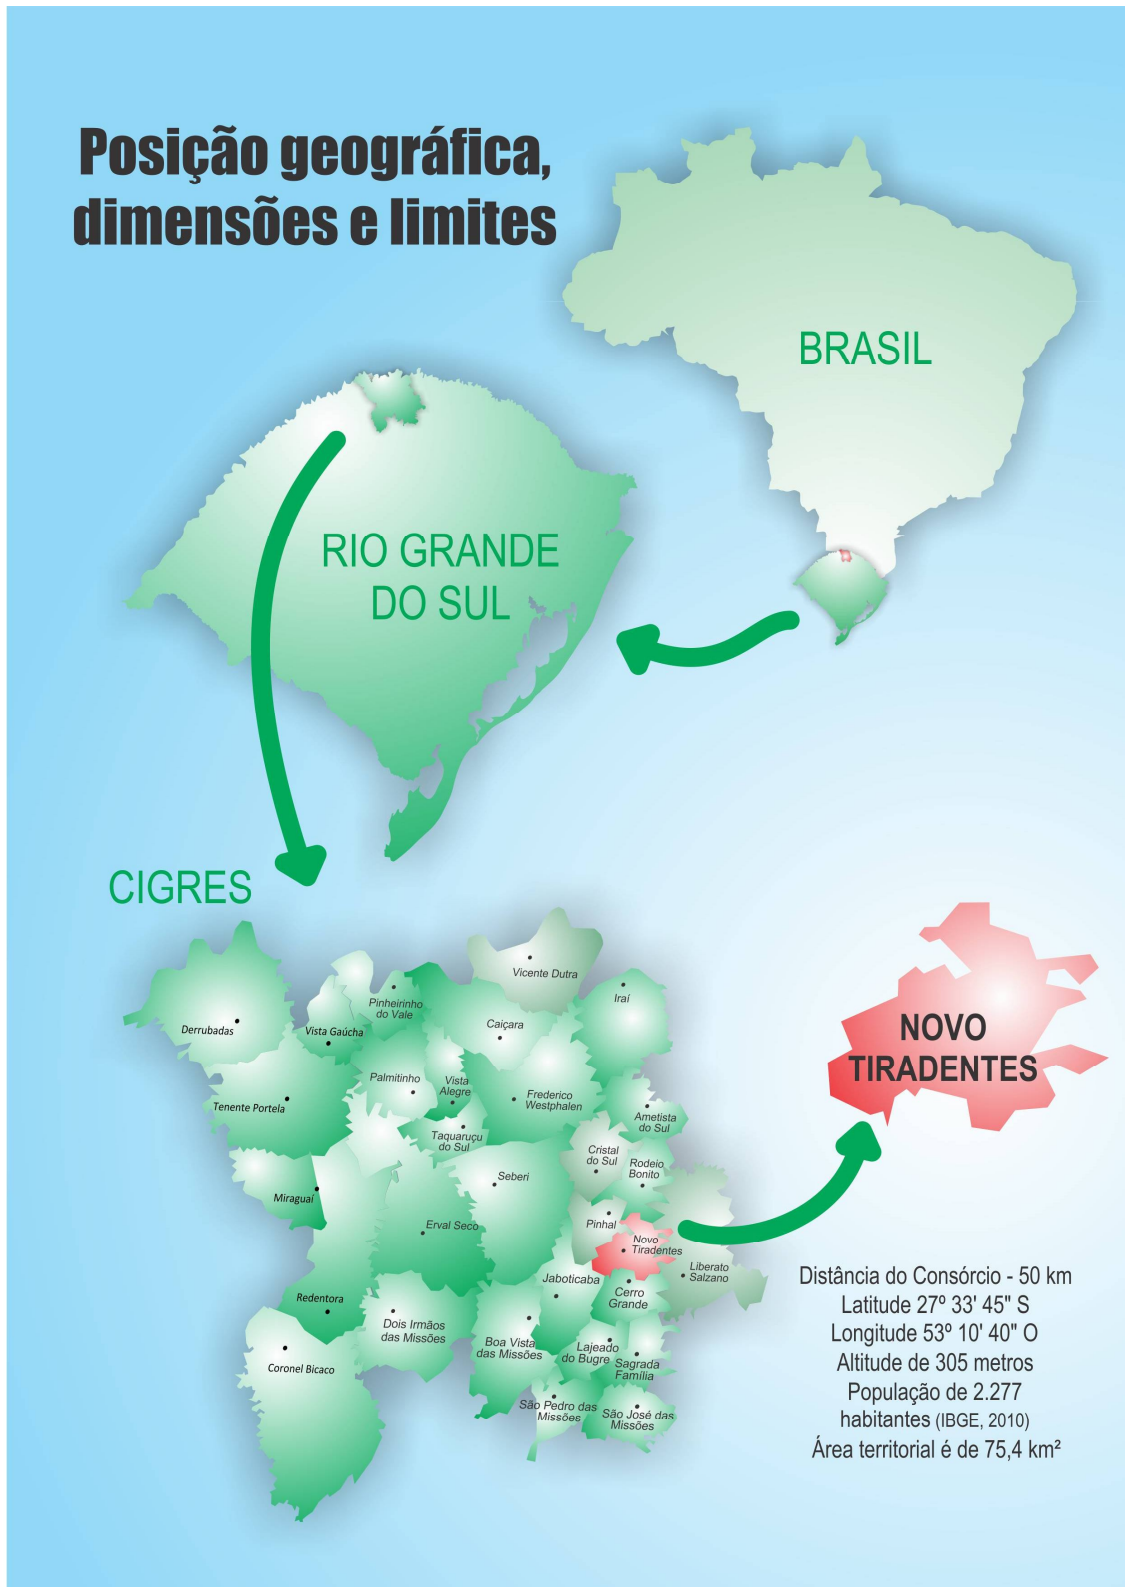 Posição geográfica,
dimensões e limites
BRASIL
RIO GRANDE
DO SUL
CIGRES
Vicente Dutra
Iraí
Pinheirinho
do Vale
Derrubadas
Vista Gaúcha
Caiçara
Palmitinho
Vista
Alegre
Frederico
Westphalen
Tenente Portela
Ametista
do Sul
Taquaruçu
do Sul
Cristal
do Sul
Rodeio
Bonito
Seberi
Miraguaí
Erval Seco
Pinhal
Novo
Tiradentes
Liberato
Salzano
Jaboticaba
Cerro
Grande
Redentora
Dois Irmãos
das Missões
Boa Vista
das Missões
Lajeado
do Bugre
Sagrada
Família
Coronel Bicaco
São Pedro das
Missões
São José das
Missões
NOVO
TIRADENTES
Distância do Consórcio - 50 km
Latitude 27º 33' 45" S
Longitude 53º 10' 40" O
Altitude de 305 metros
População de 2.277
habitantes (IBGE, 2010)
Área territorial é de 75,4 km²